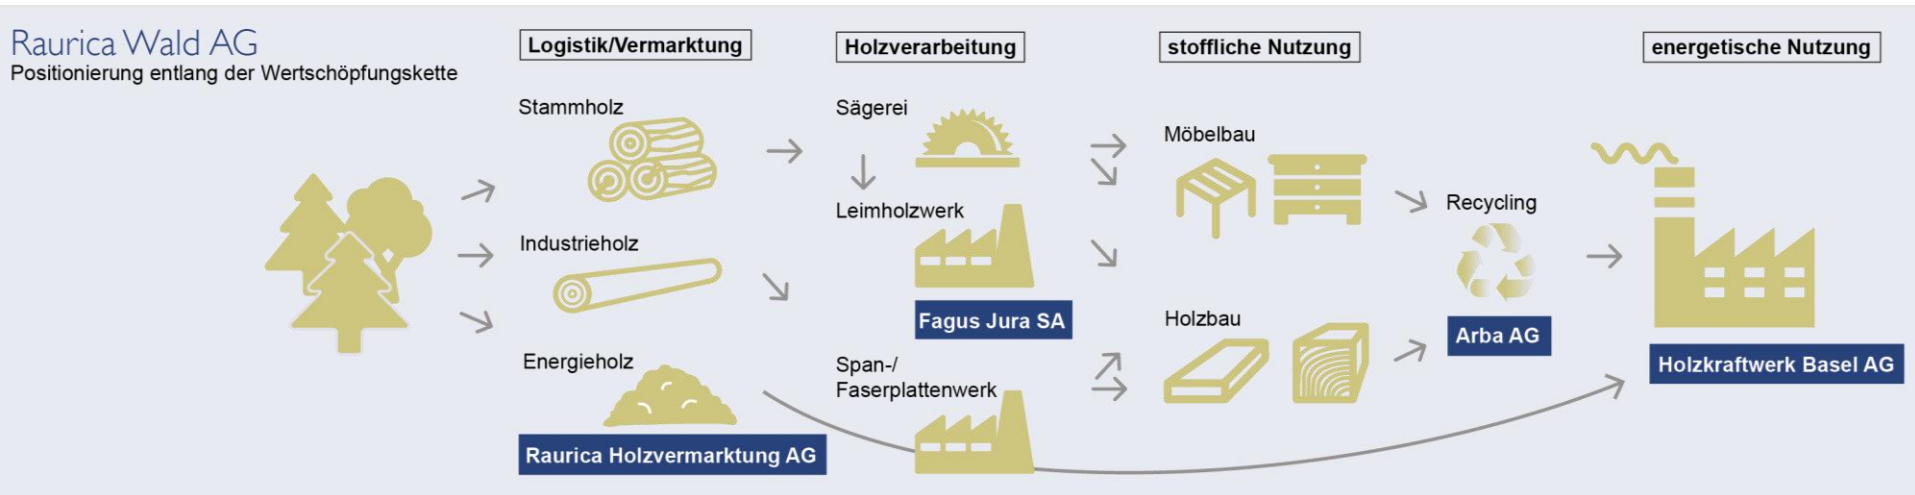 Raurica Wald AG
Positionierung entlang der Wertschöpfungskette
Logistik/Vermarktung
Stammholz
Industrieholz
Energieholz
Raurica Holzvermarktung AG
Holzverarbeitung
Sägerei
Leimholzwerk
Fagus Jura SA
Span-/
Faserplattenwerk
stoffliche Nutzung
Möbelbau
Holzbau
Recycling
Arba AG
energetische Nutzung
Holzkraftwerk Basel AG